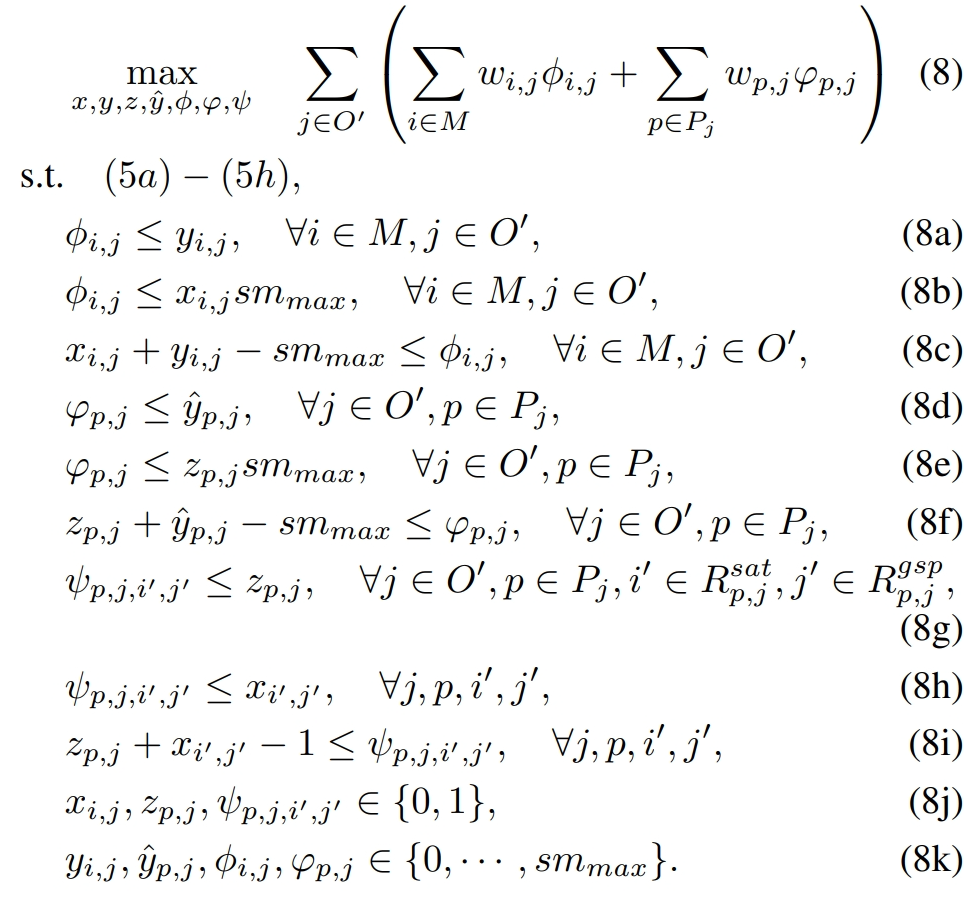 max_{x,y,z,ŷ,ϕ,φ,ψ} ∑_{j∈O′} ( ∑_{i∈M} w_{i,j}ϕ_{i,j} + ∑_{p∈P_j} w_{p,j}φ_{p,j} ) (8)
s.t. (5a) − (5h),
ϕ_{i,j} ≤ y_{i,j}, ∀i ∈ M, j ∈ O′, (8a)
ϕ_{i,j} ≤ x_{i,j}sm_{max}, ∀i ∈ M, j ∈ O′, (8b)
x_{i,j} + y_{i,j} − sm_{max} ≤ ϕ_{i,j}, ∀i ∈ M, j ∈ O′, (8c)
φ_{p,j} ≤ ŷ_{p,j}, ∀j ∈ O′, p ∈ P_j, (8d)
φ_{p,j} ≤ z_{p,j}sm_{max}, ∀j ∈ O′, p ∈ P_j, (8e)
z_{p,j} + ŷ_{p,j} − sm_{max} ≤ φ_{p,j}, ∀j ∈ O′, p ∈ P_j, (8f)
ψ_{p,j,i′,j′} ≤ z_{p,j}, ∀j ∈ O′, p ∈ P_j, i′ ∈ R^{sat}_{p,j}, j′ ∈ R^{gsp}_{p,j},
(8g)
ψ_{p,j,i′,j′} ≤ x_{i′,j′}, ∀j, p, i′, j′, (8h)
z_{p,j} + x_{i′,j′} − 1 ≤ ψ_{p,j,i′,j′}, ∀j, p, i′, j′, (8i)
x_{i,j}, z_{p,j}, ψ_{p,j,i′,j′} ∈ {0, 1}, (8j)
y_{i,j}, ŷ_{p,j}, ϕ_{i,j}, φ_{p,j} ∈ {0, ⋯ , sm_{max}}. (8k)